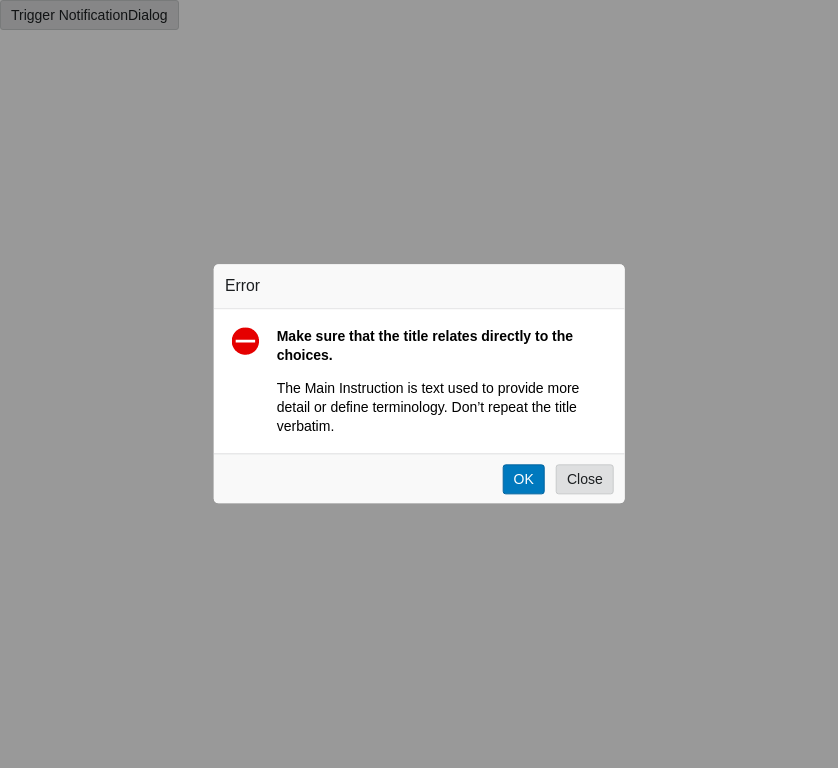 Trigger NotificationDialog
Error
Make sure that the title relates directly to the
choices.
The Main Instruction is text used to provide more
detail or define terminology. Don’t repeat the title
verbatim.
OK
Close